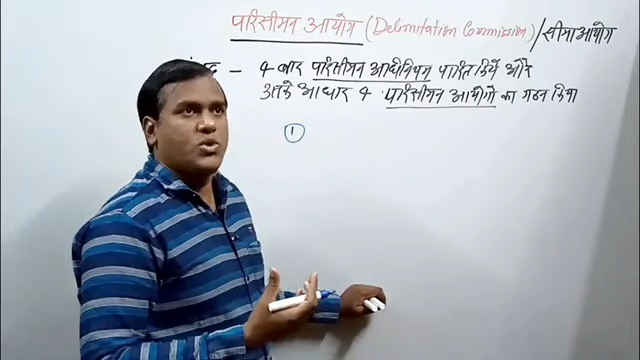 परिसीमन आयोग (Delimitation Commission) / सीमा आयोग
– 4 बार परिसीमन अधिनियम पारित किये और
उसके आधार 4 परिसीमन आयोगों का गठन किया
1